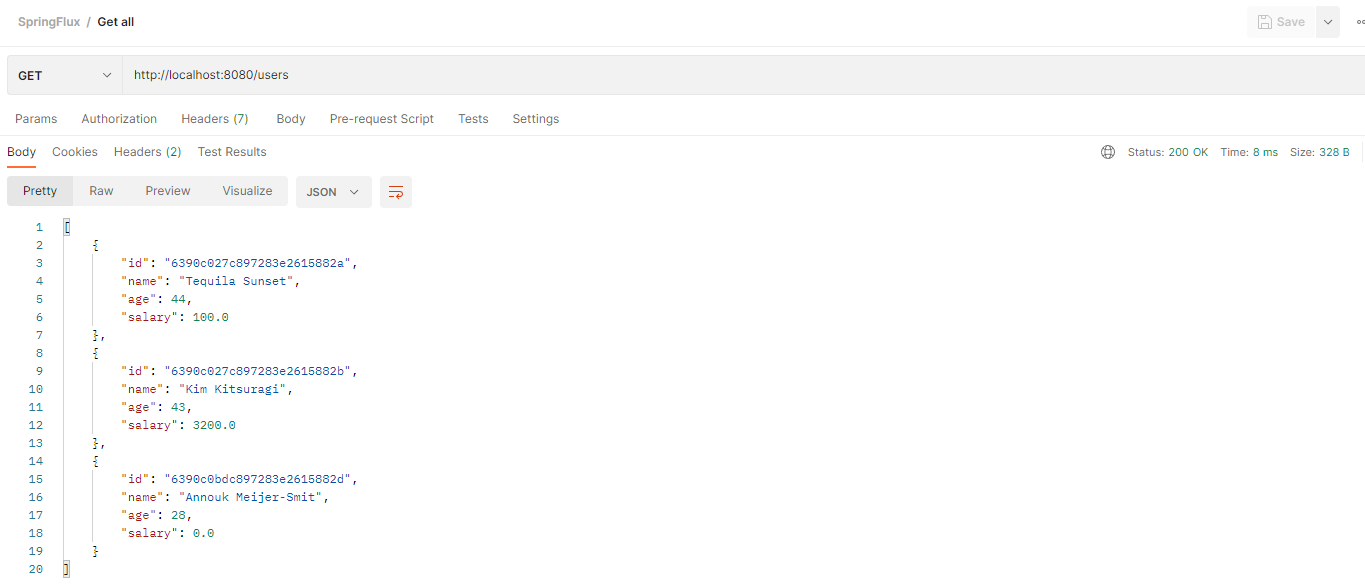 SpringFlux / Get all
Save
GET http://localhost:8080/users
Params Authorization Headers (7) Body Pre-request Script Tests Settings
Body Cookies Headers (2) Test Results Status: 200 OK Time: 8 ms Size: 328 B
Pretty Raw Preview Visualize JSON
1 [
2 {
3 "id": "6390c027c897283e2615882a",
4 "name": "Tequila Sunset",
5 "age": 44,
6 "salary": 100.0
7 },
8 {
9 "id": "6390c027c897283e2615882b",
10 "name": "Kim Kitsuragi",
11 "age": 43,
12 "salary": 3200.0
13 },
14 {
15 "id": "6390c0bdc897283e2615882d",
16 "name": "Annouk Meijer-Smit",
17 "age": 28,
18 "salary": 0.0
19 }
20 ]